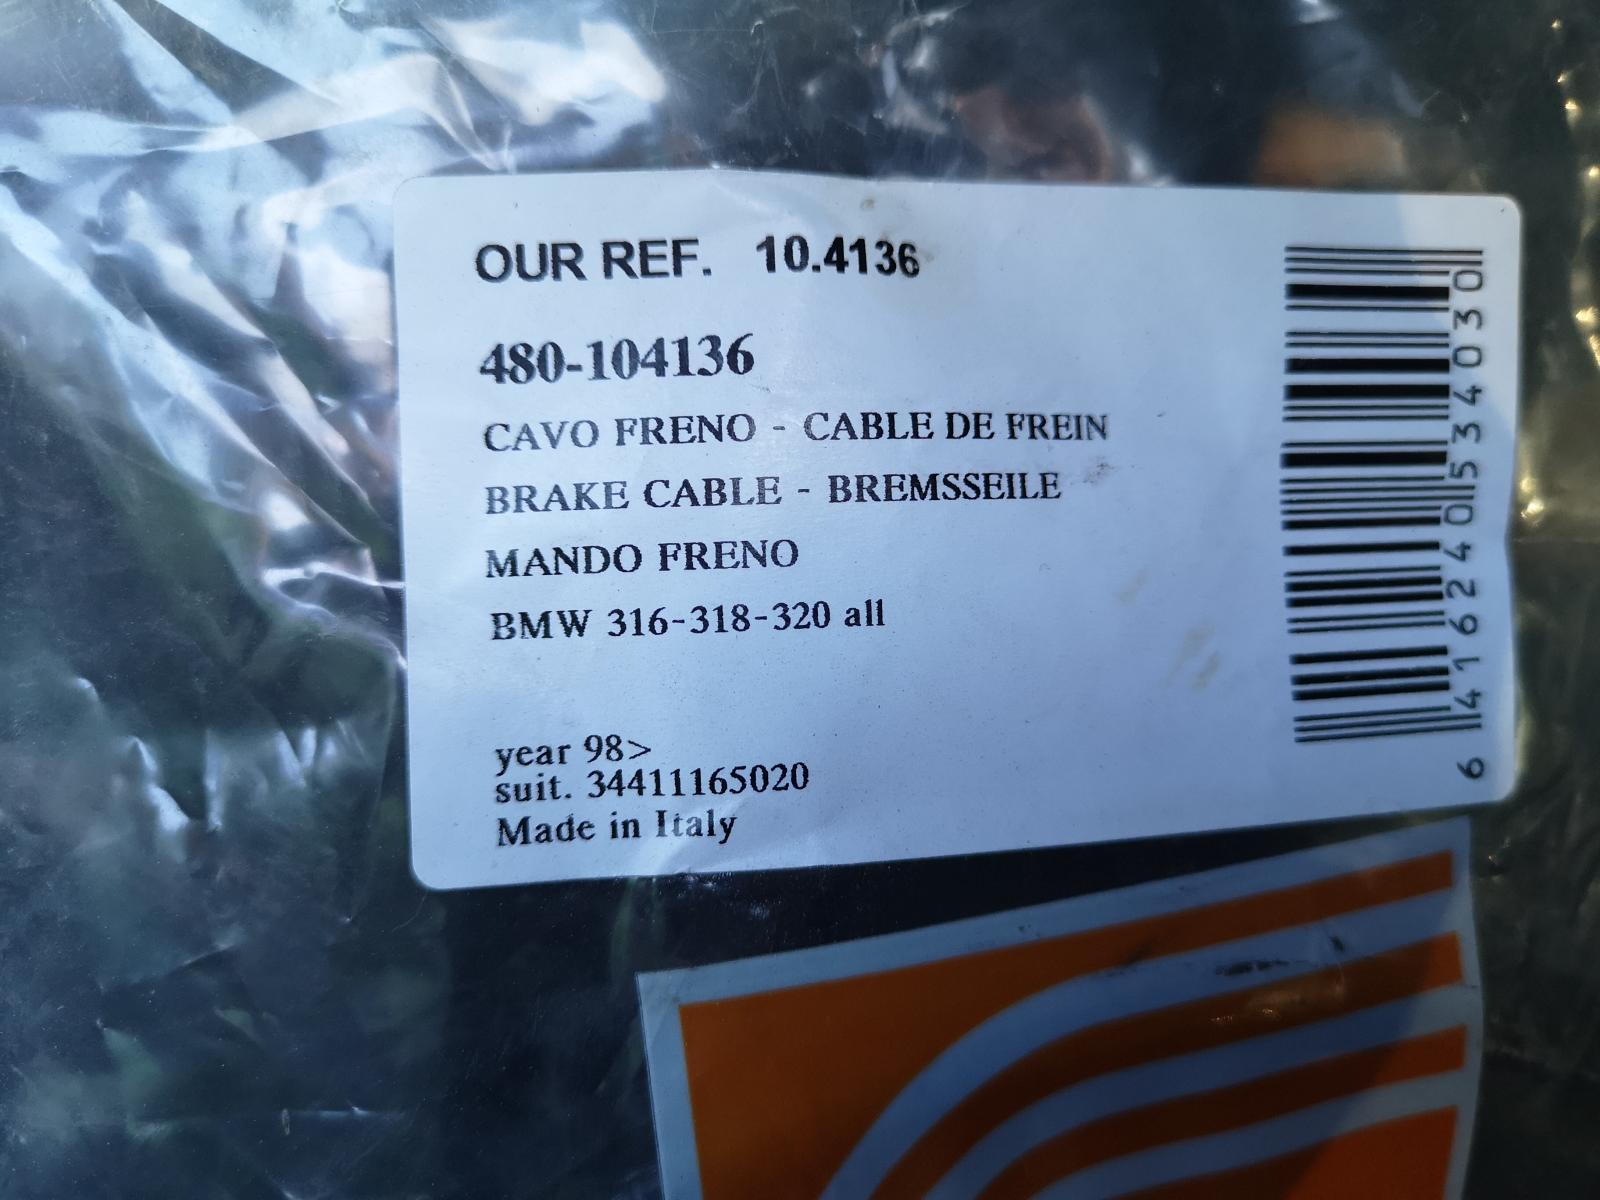 OUR REF. 10.4136
480-104136
CAVO FRENO - CABLE DE FREIN
BRAKE CABLE - BREMSSEILE
MANDO FRENO
BMW 316-318-320 all
year 98>
suit. 34411165020
Made in Italy
6 416240 534030